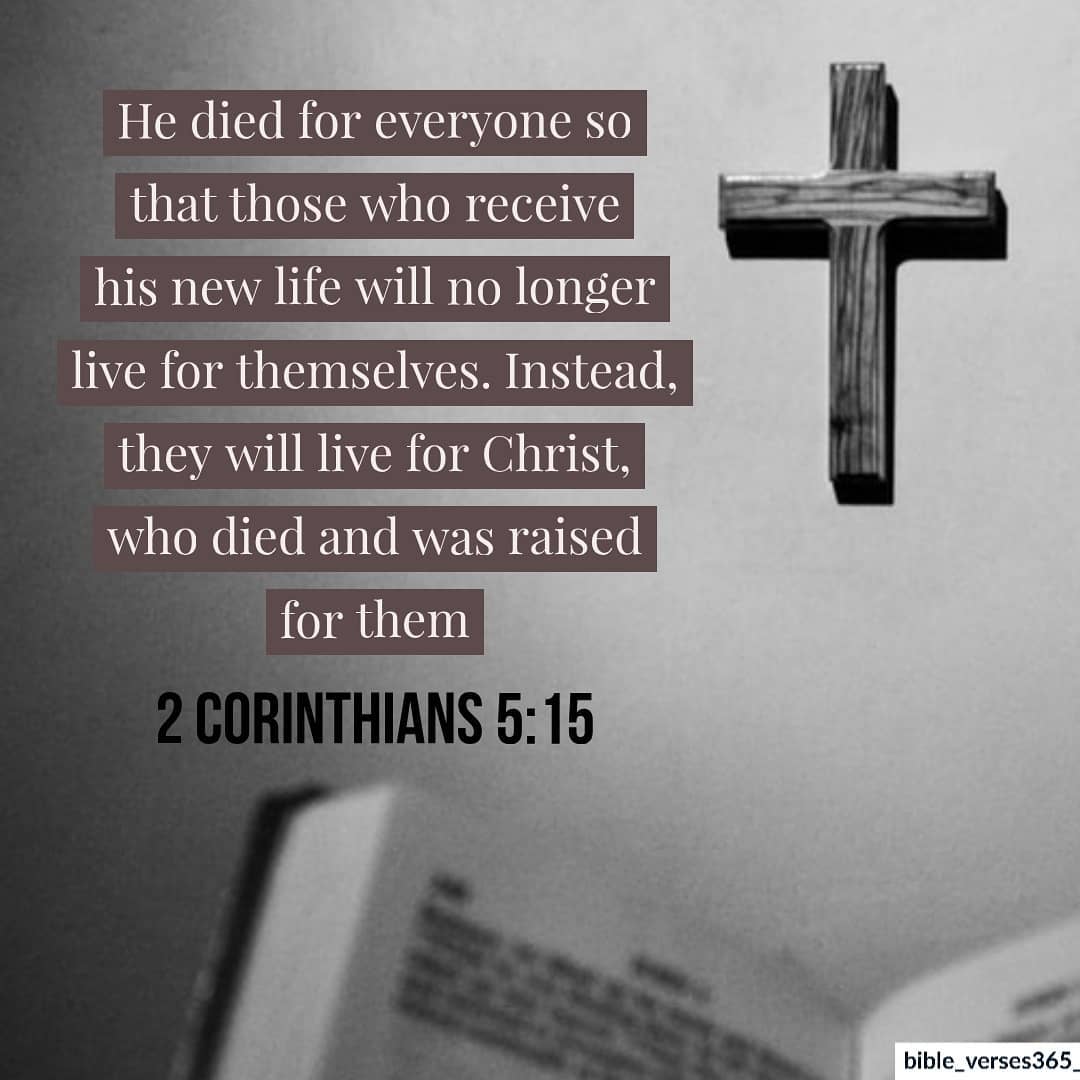 He died for everyone so
that those who receive
his new life will no longer
live for themselves. Instead,
they will live for Christ,
who died and was raised
for them
2 CORINTHIANS 5:15
bible_verses365_